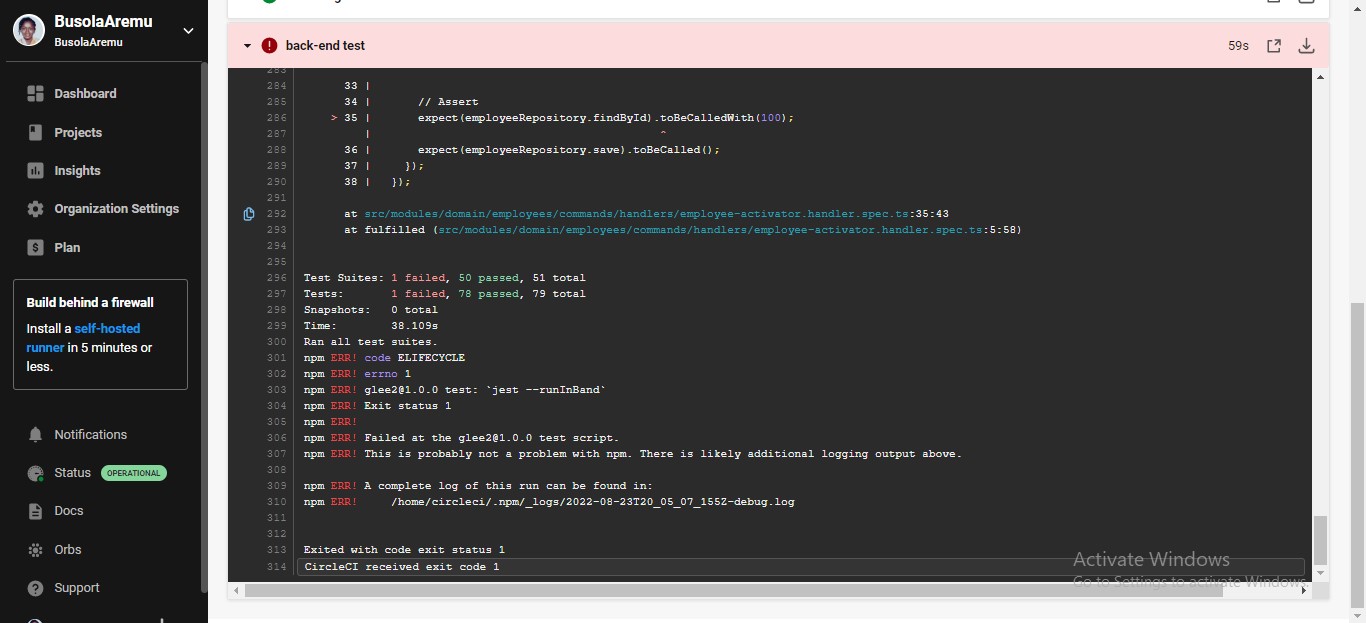 BusolaAremu
BusolaAremu
Dashboard
Projects
Insights
Organization Settings
Plan
Build behind a firewall
Install a self-hosted
runner in 5 minutes or
less.
Notifications
Status OPERATIONAL
Docs
Orbs
Support
back-end test 59s
283
284 33 |
285 34 | // Assert
286 > 35 | expect(employeeRepository.findById).toBeCalledWith(100);
287 | ^
288 36 | expect(employeeRepository.save).toBeCalled();
289 37 | });
290 38 | });
291
292 at src/modules/domain/employees/commands/handlers/employee-activator.handler.spec.ts:35:43
293 at fulfilled (src/modules/domain/employees/commands/handlers/employee-activator.handler.spec.ts:5:58)
294
295
296 Test Suites: 1 failed, 50 passed, 51 total
297 Tests: 1 failed, 78 passed, 79 total
298 Snapshots: 0 total
299 Time: 38.109s
300 Ran all test suites.
301 npm ERR! code ELIFECYCLE
302 npm ERR! errno 1
303 npm ERR! glee2@1.0.0 test: `jest --runInBand`
304 npm ERR! Exit status 1
305 npm ERR!
306 npm ERR! Failed at the glee2@1.0.0 test script.
307 npm ERR! This is probably not a problem with npm. There is likely additional logging output above.
308
309 npm ERR! A complete log of this run can be found in:
310 npm ERR! /home/circleci/.npm/_logs/2022-08-23T20_05_07_155Z-debug.log
311
312
313 Exited with code exit status 1
314 CircleCI received exit code 1
Activate Windows
Go to Settings to activate Windows.